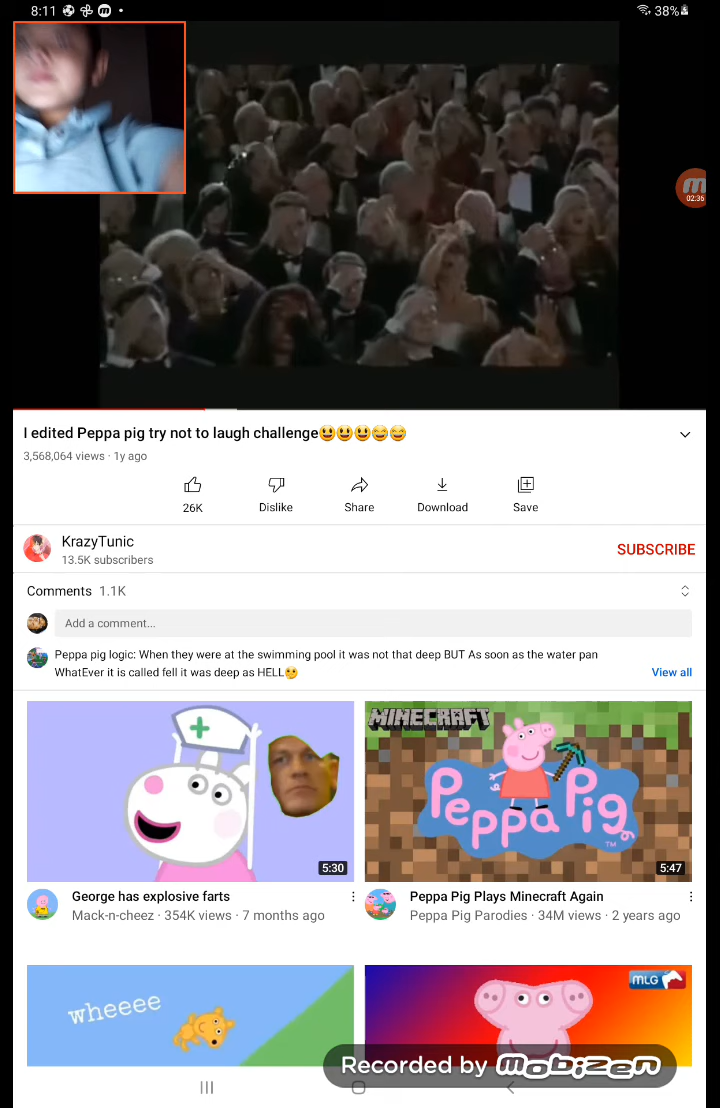 8:11
38%
02:36
I edited Peppa pig try not to laugh challenge😃😃😃😄😄
3,568,064 views · 1y ago
26K
Dislike
Share
Download
Save
KrazyTunic
13.5K subscribers
SUBSCRIBE
Comments 1.1K
Add a comment...
Peppa pig logic: When they were at the swimming pool it was not that deep BUT As soon as the water pan
WhatEver it is called fell it was deep as HELL🤔
View all
5:30
MINECRAFT
Peppa Pig
TM
5:47
George has explosive farts
Mack-n-cheez · 354K views · 7 months ago
Peppa Pig Plays Minecraft Again
Peppa Pig Parodies · 34M views · 2 years ago
wheeee
MLG
Recorded by mobizen